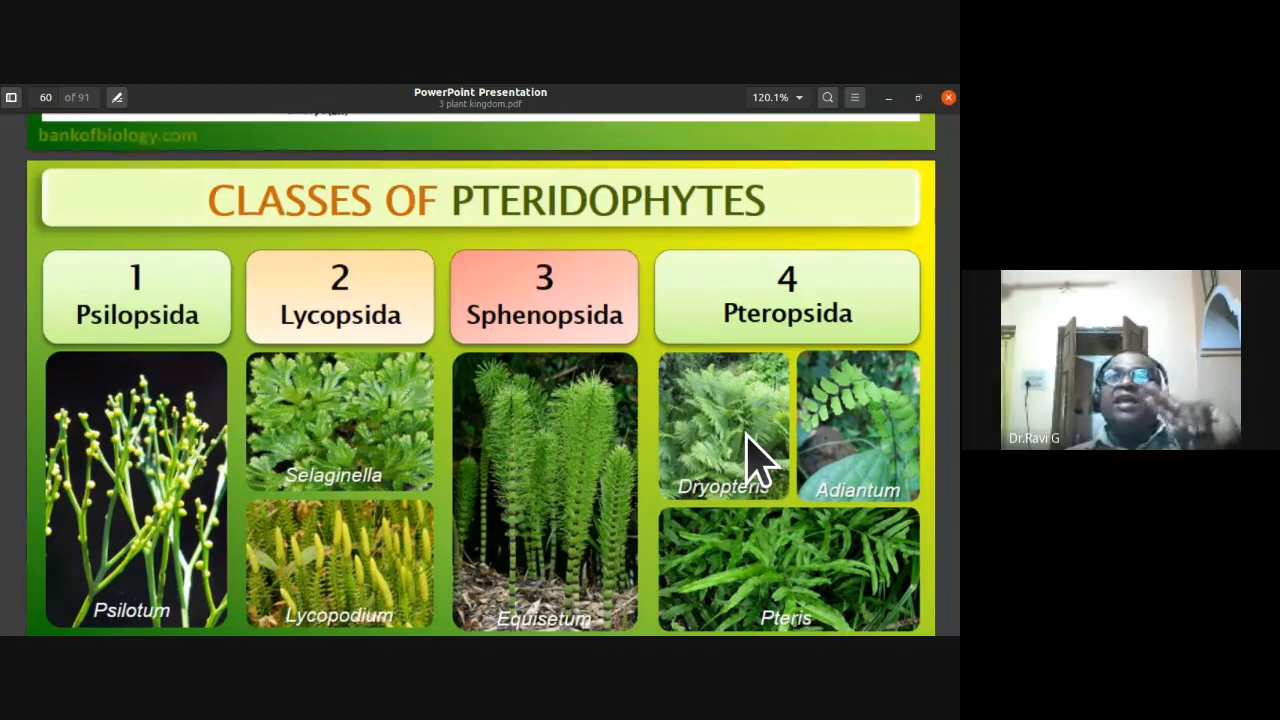 PowerPoint Presentation
60 of 91
120.1%
3 plant kingdom.pdf
bankofbiology.com
CLASSES OF PTERIDOPHYTES
1
2
3
4
Psilopsida
Lycopsida
Sphenopsida
Pteropsida
Selaginella
Dryopteris
Adiantum
Psilotum
Lycopodium
Equisetum
Pteris
Dr.Ravi G